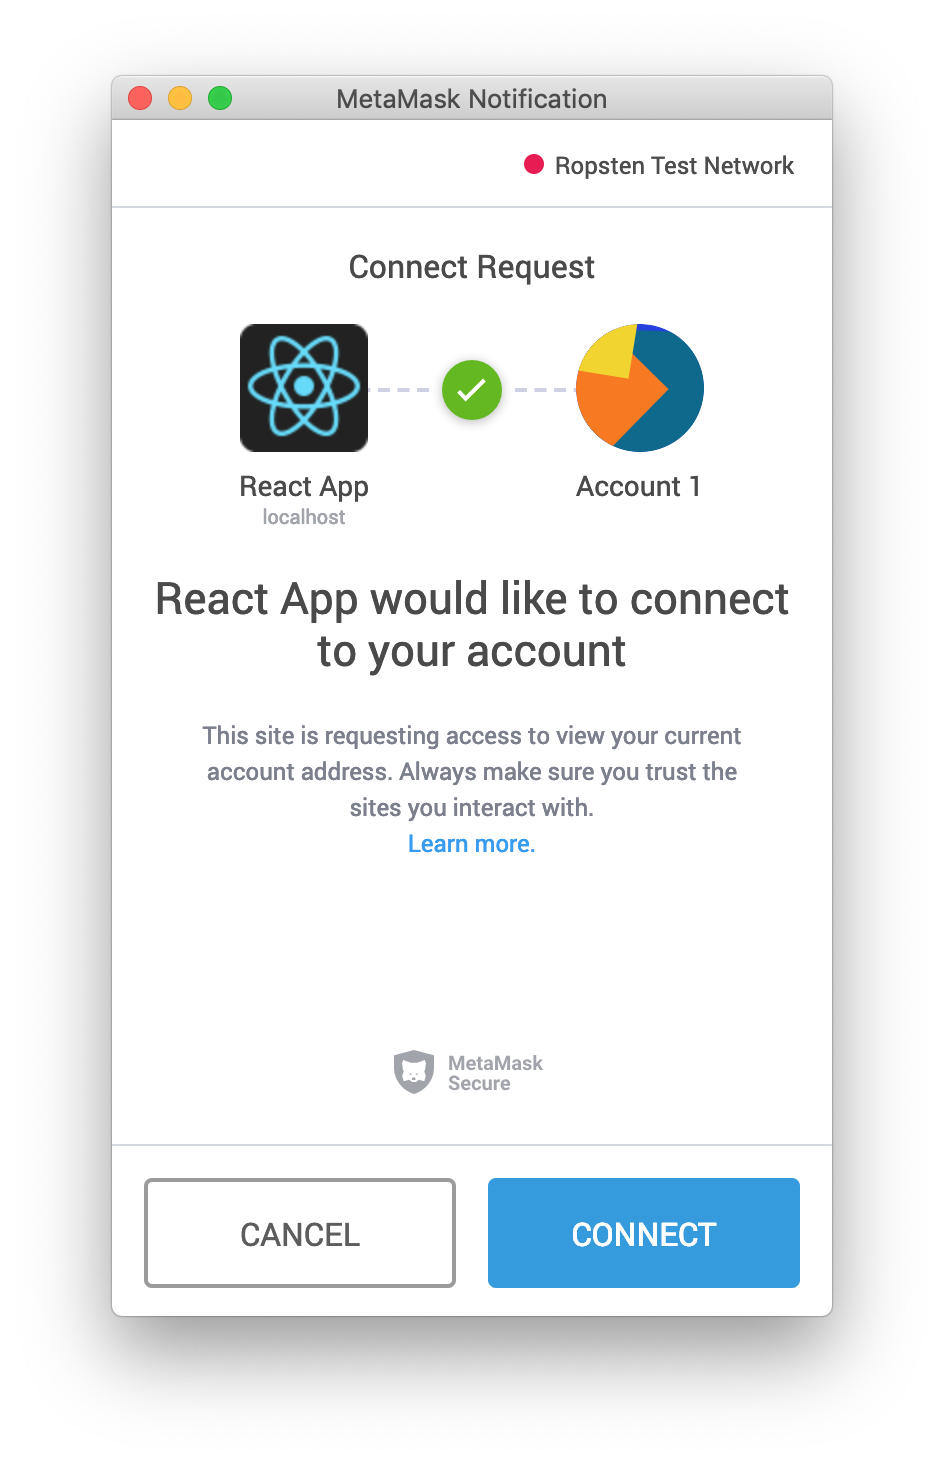 MetaMask Notification
Ropsten Test Network
Connect Request
React App
localhost
Account 1
React App would like to connect
to your account
This site is requesting access to view your current
account address. Always make sure you trust the
sites you interact with.
Learn more.
MetaMask
Secure
CANCEL
CONNECT